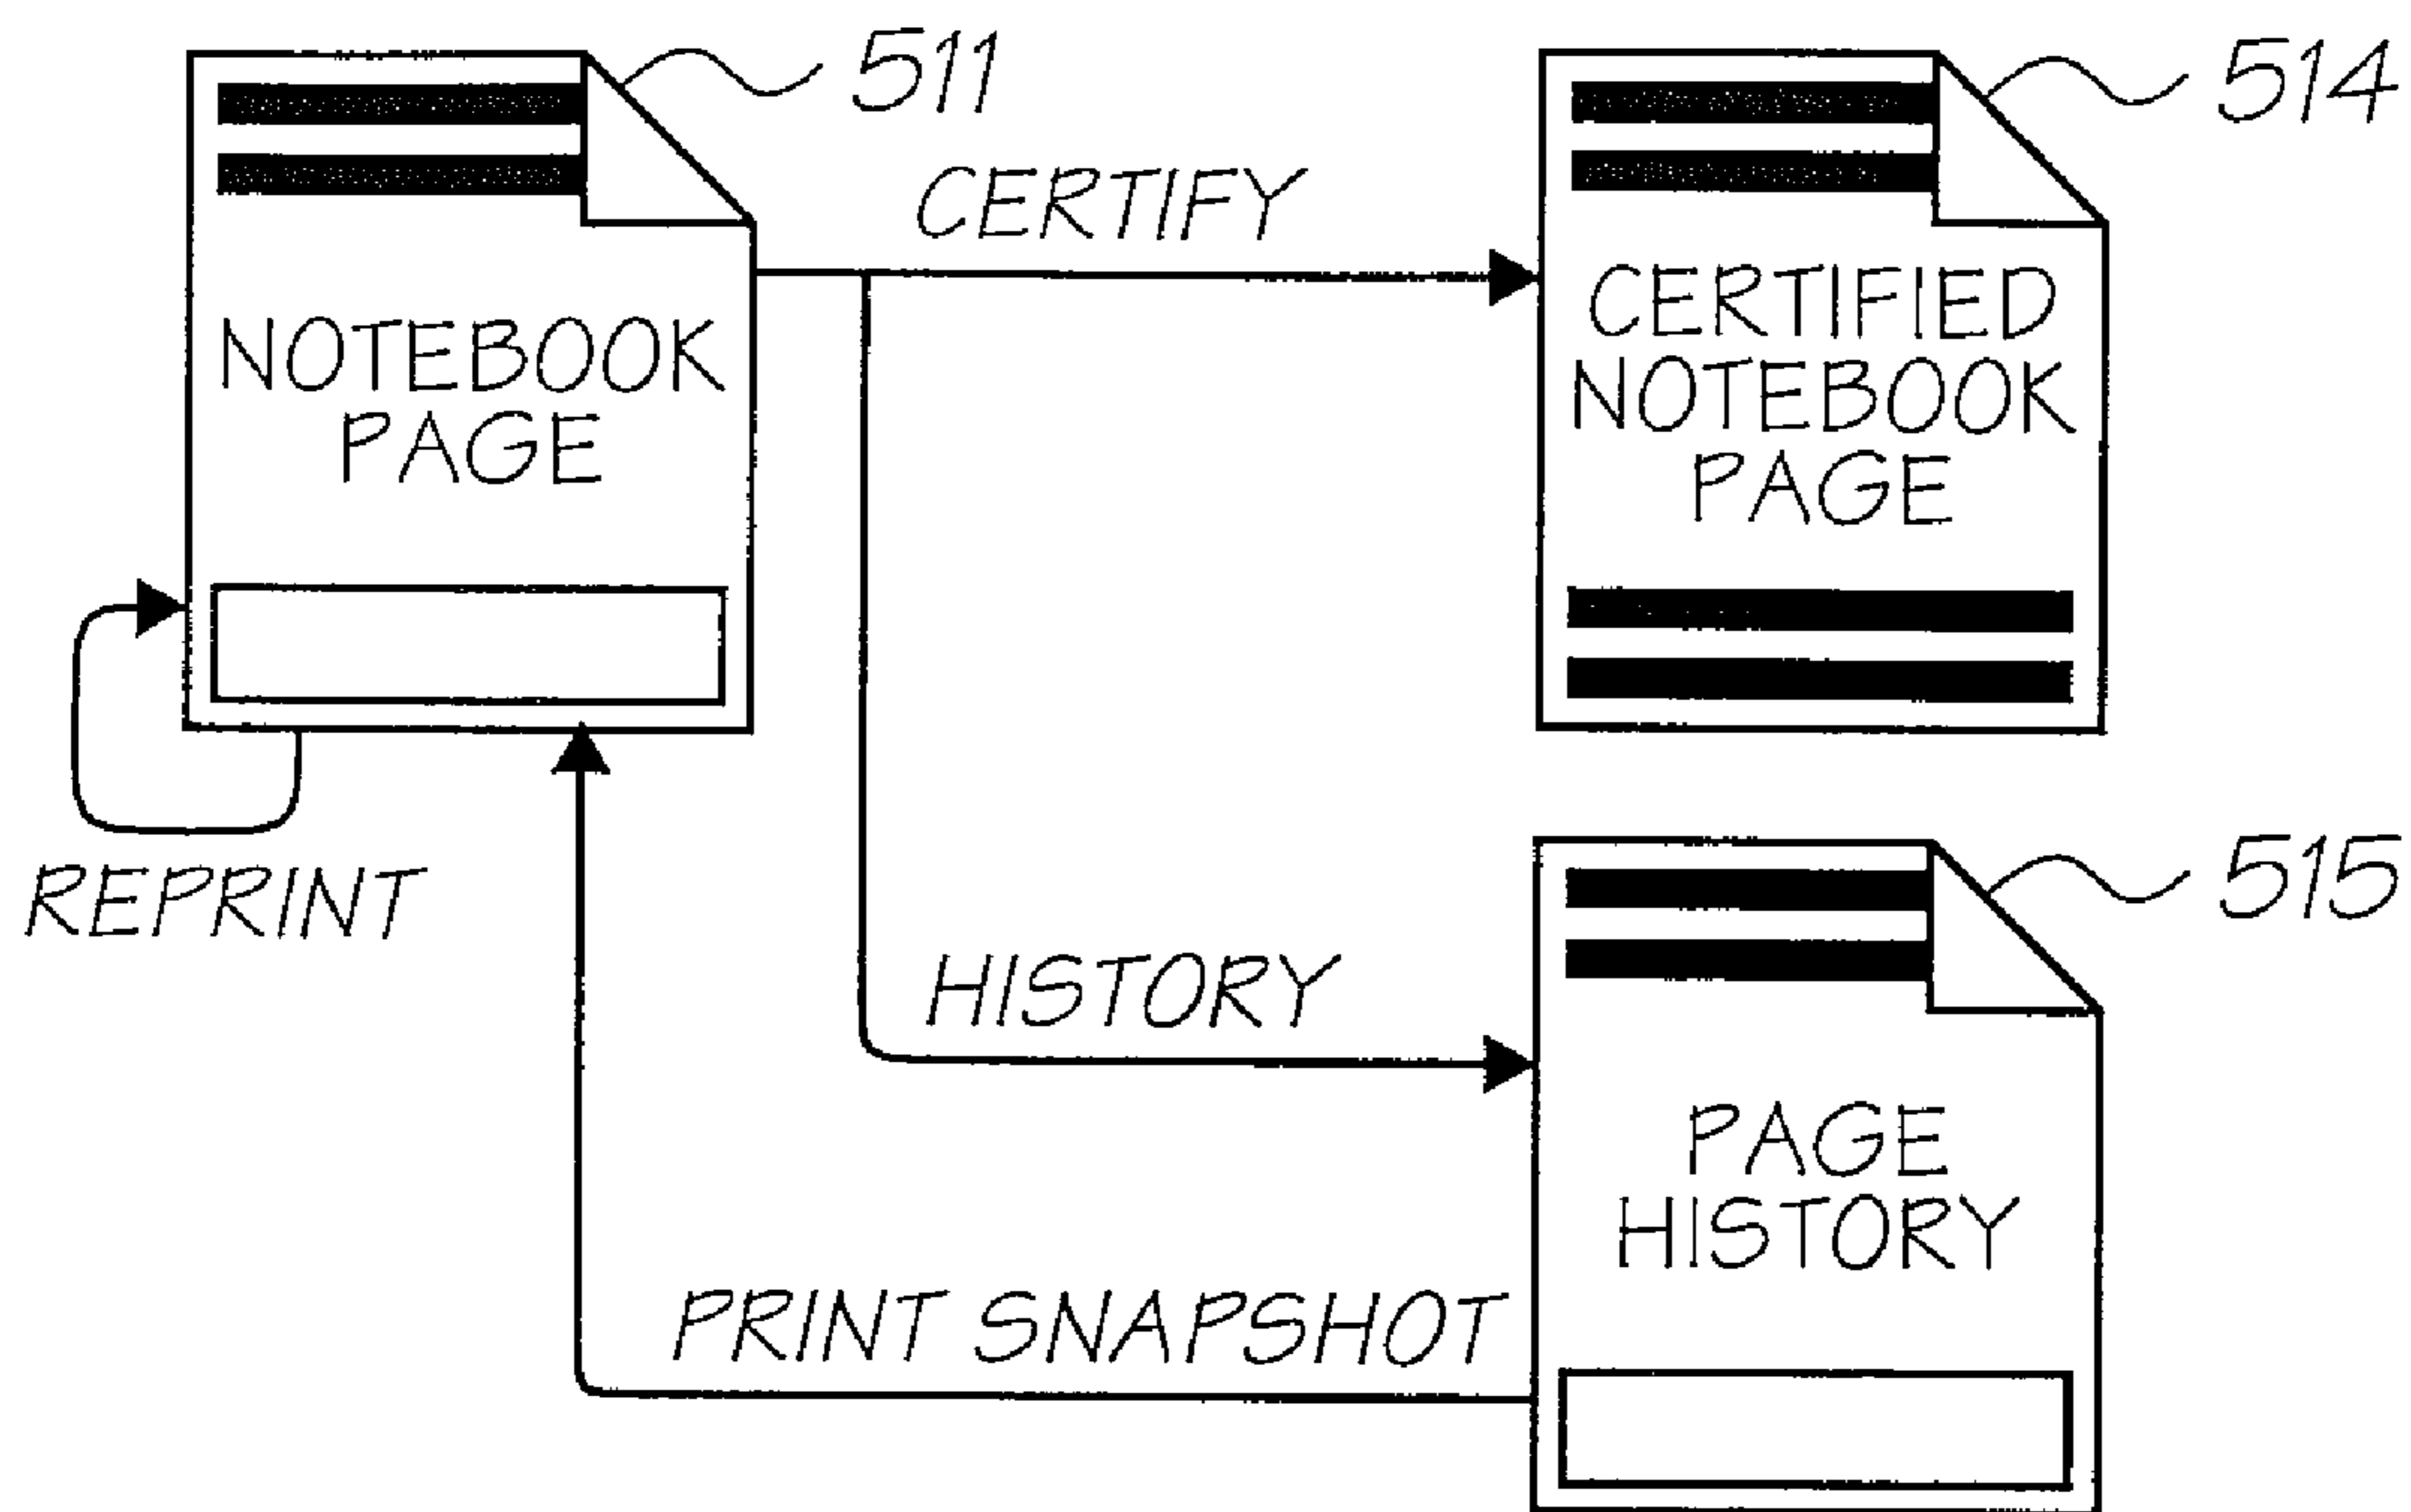 511
514
CERTIFY
NOTEBOOK
PAGE
CERTIFIED
NOTEBOOK
PAGE
REPRINT
515
HISTORY
PAGE
HISTORY
PRINT SNAPSHOT